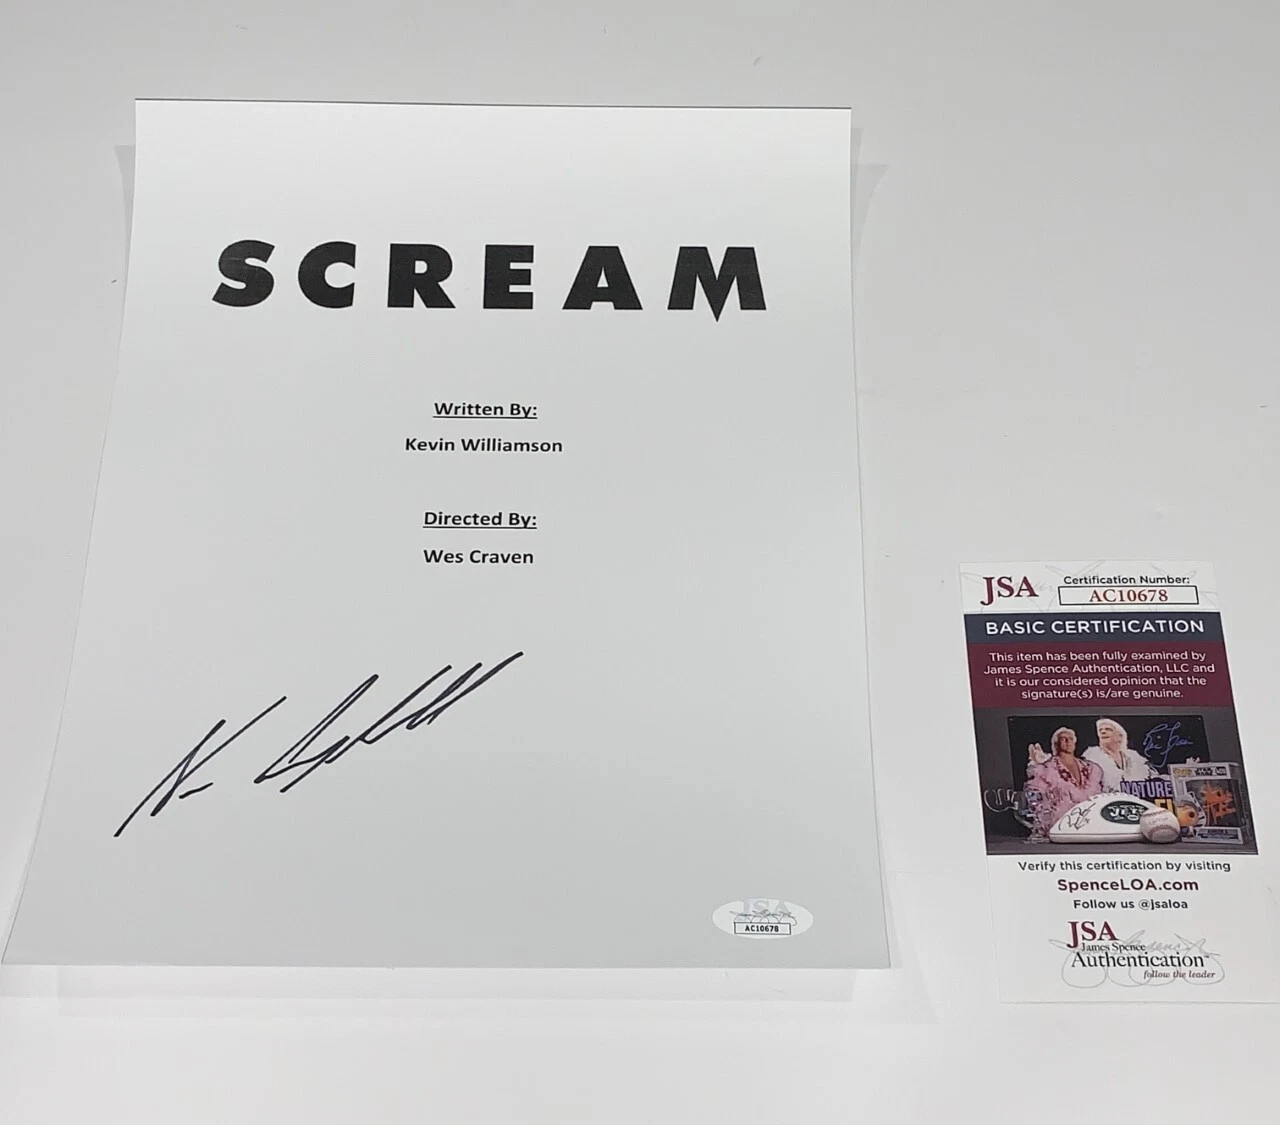 SCREAM
Written By:
Kevin Williamson
Directed By:
Wes Craven
JSA
AC10678
JSA
Certification Number:
AC10678
BASIC CERTIFICATION
This item has been fully examined by
James Spence Authentication, LLC and
it is our considered opinion that the
signature(s) is/are genuine.
NATURE
JETS
Verify this certification by visiting
SpenceLOA.com
Follow us @jsaloa
JSA
James Spence
Authentication
follow the leader